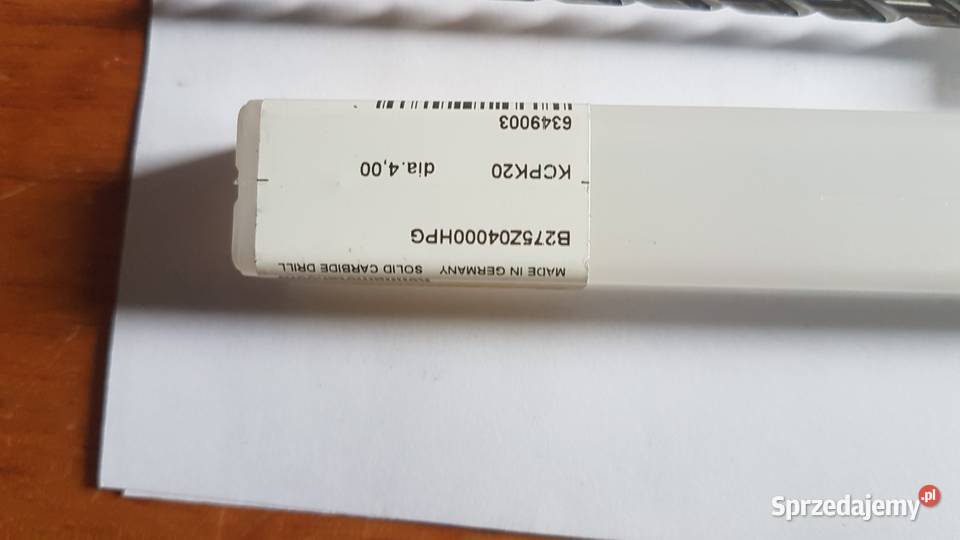 MADE IN GERMANY SOLID CARBIDE DRILL
B275Z04000HPG
KCPK20 dia.4,00
6349003
Sprzedajemy.pl